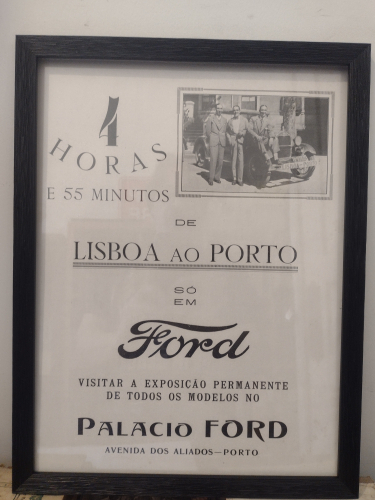 4
HORAS
E 55 MINUTOS
DE
LISBOA AO PORTO
SÓ
EM
Ford
VISITAR A EXPOSICÃO PERMANENTE
DE TODOS OS MODELOS NO
PALACIO FORD
AVENIDA DOS ALIADOS—PORTO